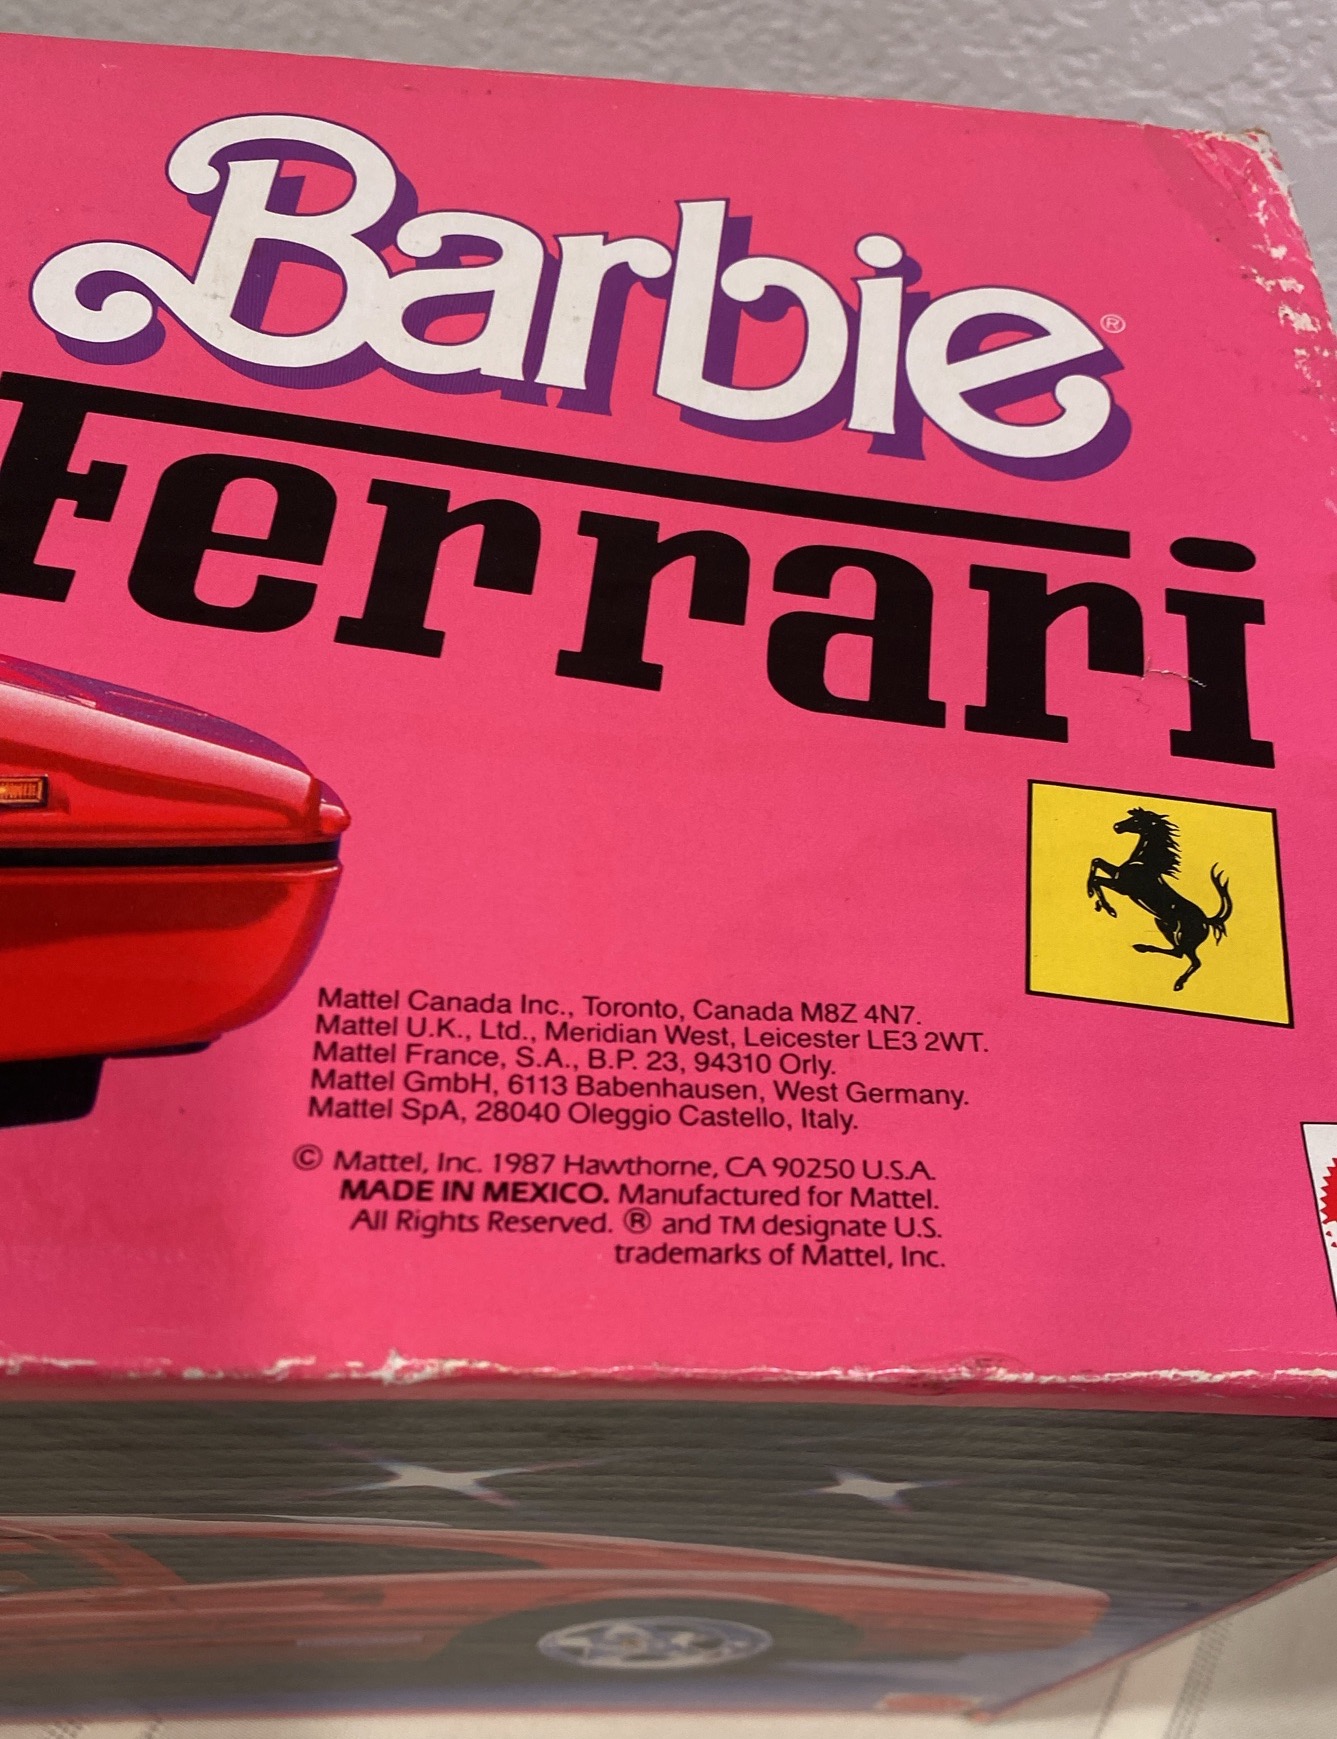 Barbie®
Ferrari
Mattel Canada Inc., Toronto, Canada M8Z 4N7.
Mattel U.K., Ltd., Meridian West, Leicester LE3 2WT.
Mattel France, S.A., B.P. 23, 94310 Orly.
Mattel GmbH, 6113 Babenhausen, West Germany.
Mattel SpA, 28040 Oleggio Castello, Italy.
© Mattel, Inc. 1987 Hawthorne, CA 90250 U.S.A.
MADE IN MEXICO. Manufactured for Mattel.
All Rights Reserved. ® and TM designate U.S.
trademarks of Mattel, Inc.